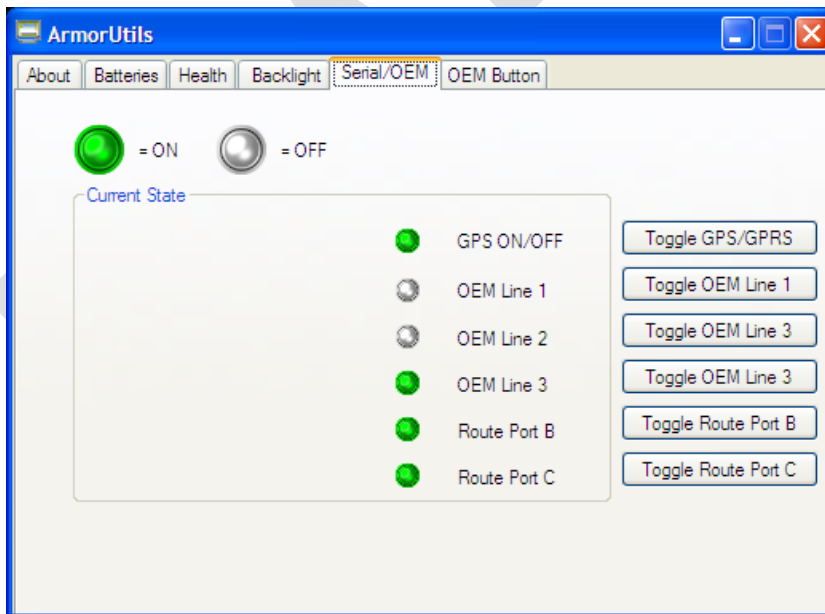 ArmorUtils
About Batteries Health Backlight Serial/OEM OEM Button
= ON = OFF
Current State
GPS ON/OFF Toggle GPS/GPRS
OEM Line 1 Toggle OEM Line 1
OEM Line 2 Toggle OEM Line 3
OEM Line 3 Toggle OEM Line 3
Route Port B Toggle Route Port B
Route Port C Toggle Route Port C